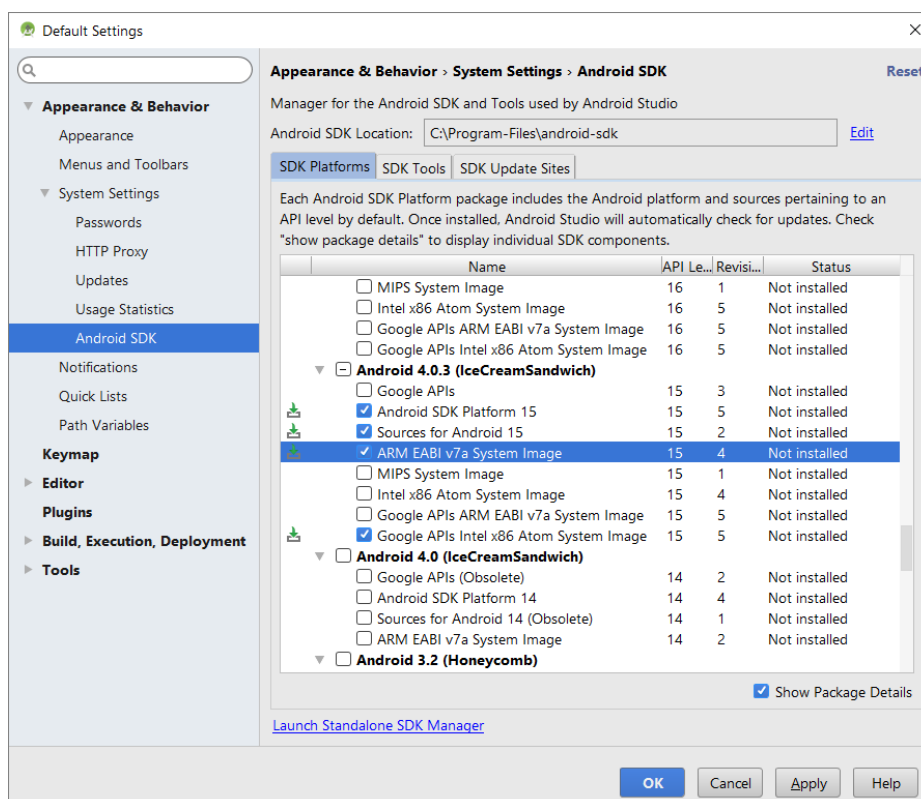 Default Settings
Appearance & Behavior › System Settings › Android SDK
Reset
Manager for the Android SDK and Tools used by Android Studio
Android SDK Location: C:\Program-Files\android-sdk Edit
Appearance & Behavior
Appearance
Menus and Toolbars
System Settings
Passwords
HTTP Proxy
Updates
Usage Statistics
Android SDK
Notifications
Quick Lists
Path Variables
Keymap
Editor
Plugins
Build, Execution, Deployment
Tools
SDK Platforms SDK Tools SDK Update Sites
Each Android SDK Platform package includes the Android platform and sources pertaining to an
API level by default. Once installed, Android Studio will automatically check for updates. Check
"show package details" to display individual SDK components.
Name API Le... Revisi... Status
MIPS System Image 16 1 Not installed
Intel x86 Atom System Image 16 5 Not installed
Google APIs ARM EABI v7a System Image 16 5 Not installed
Google APIs Intel x86 Atom System Image 16 5 Not installed
Android 4.0.3 (IceCreamSandwich)
Google APIs 15 3 Not installed
Android SDK Platform 15 15 5 Not installed
Sources for Android 15 15 2 Not installed
ARM EABI v7a System Image 15 4 Not installed
MIPS System Image 15 1 Not installed
Intel x86 Atom System Image 15 4 Not installed
Google APIs ARM EABI v7a System Image 15 5 Not installed
Google APIs Intel x86 Atom System Image 15 5 Not installed
Android 4.0 (IceCreamSandwich)
Google APIs (Obsolete) 14 2 Not installed
Android SDK Platform 14 14 4 Not installed
Sources for Android 14 (Obsolete) 14 1 Not installed
ARM EABI v7a System Image 14 2 Not installed
Android 3.2 (Honeycomb)
Show Package Details
Launch Standalone SDK Manager
OK Cancel Apply Help